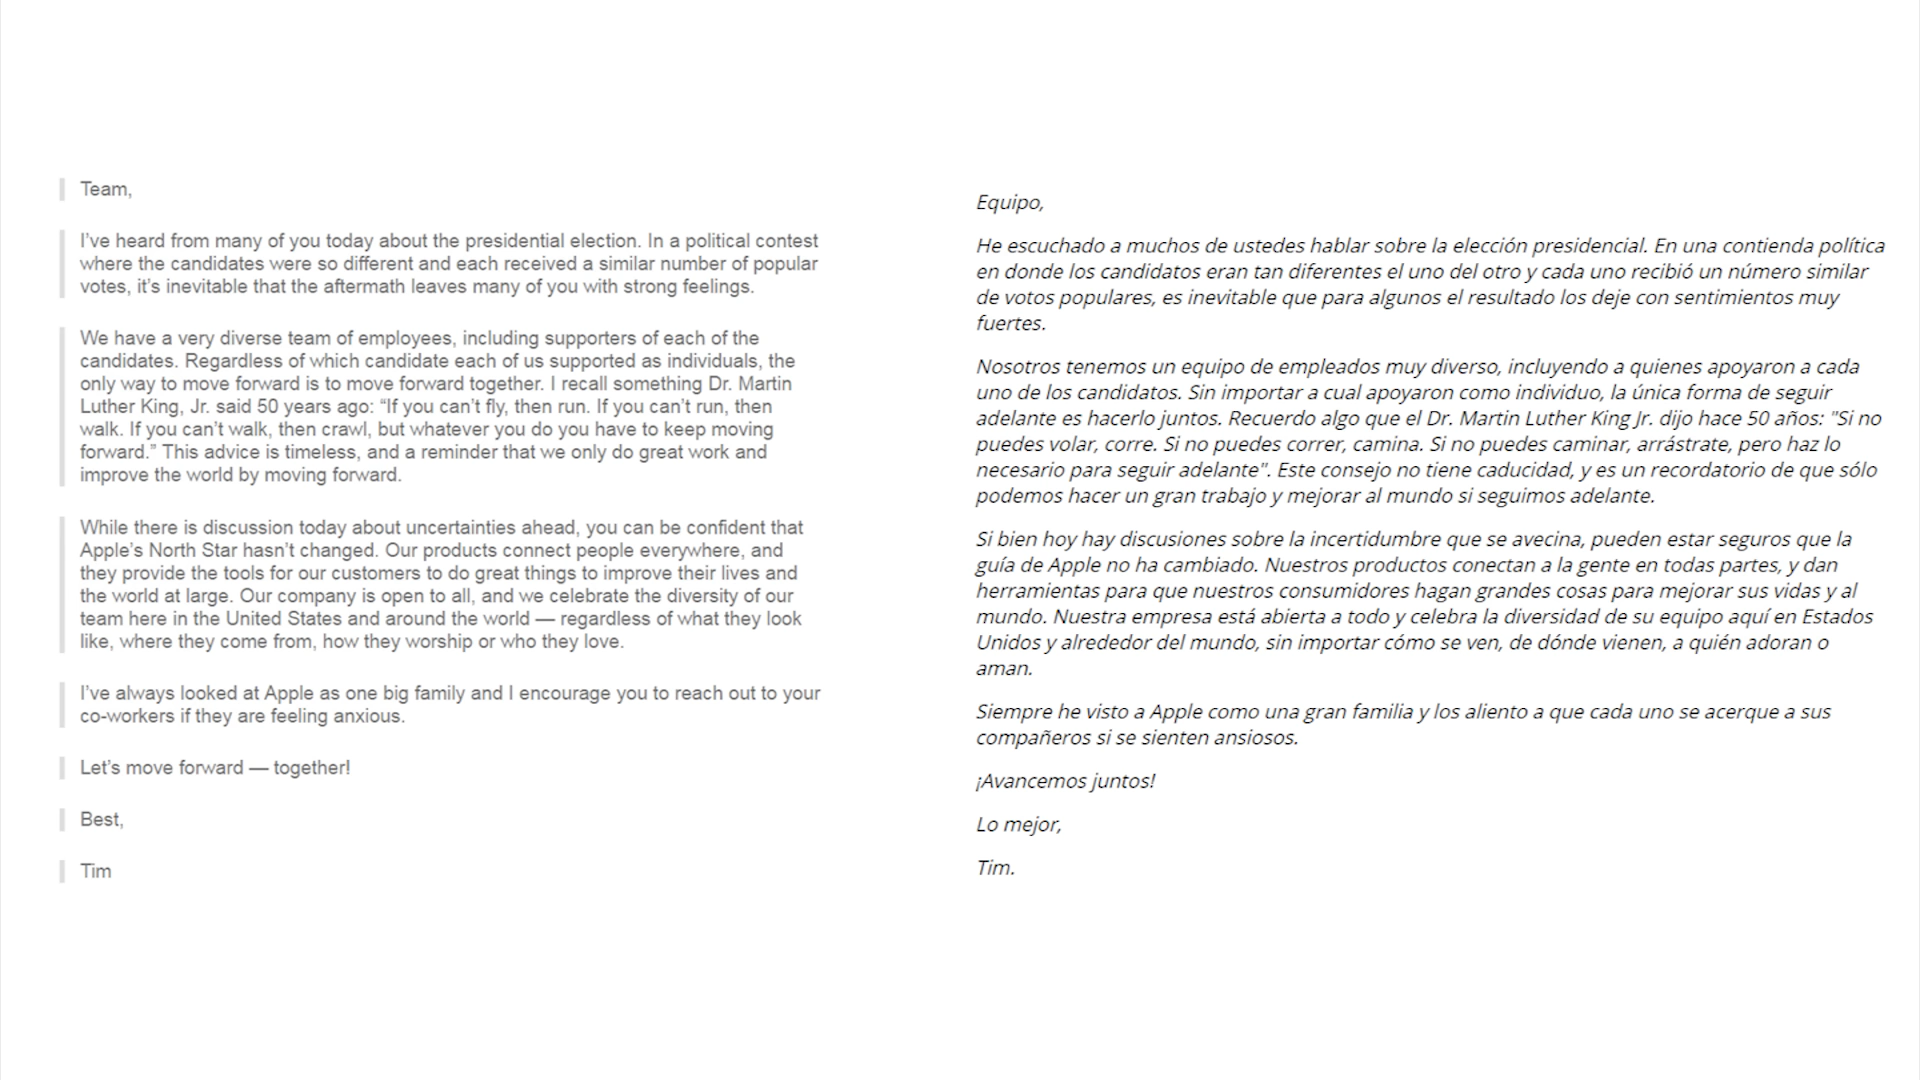 Team,
I’ve heard from many of you today about the presidential election. In a political contest
where the candidates were so different and each received a similar number of popular
votes, it’s inevitable that the aftermath leaves many of you with strong feelings.
We have a very diverse team of employees, including supporters of each of the
candidates. Regardless of which candidate each of us supported as individuals, the
only way to move forward is to move forward together. I recall something Dr. Martin
Luther King, Jr. said 50 years ago: “If you can’t fly, then run. If you can’t run, then
walk. If you can’t walk, then crawl, but whatever you do you have to keep moving
forward.” This advice is timeless, and a reminder that we only do great work and
improve the world by moving forward.
While there is discussion today about uncertainties ahead, you can be confident that
Apple’s North Star hasn’t changed. Our products connect people everywhere, and
they provide the tools for our customers to do great things to improve their lives and
the world at large. Our company is open to all, and we celebrate the diversity of our
team here in the United States and around the world — regardless of what they look
like, where they come from, how they worship or who they love.
I’ve always looked at Apple as one big family and I encourage you to reach out to your
co-workers if they are feeling anxious.
Let’s move forward — together!
Best,
Tim
Equipo,
He escuchado a muchos de ustedes hablar sobre la elección presidencial. En una contienda política
en donde los candidatos eran tan diferentes el uno del otro y cada uno recibió un número similar
de votos populares, es inevitable que para algunos el resultado los deje con sentimientos muy
fuertes.
Nosotros tenemos un equipo de empleados muy diverso, incluyendo a quienes apoyaron a cada
uno de los candidatos. Sin importar a cual apoyaron como individuo, la única forma de seguir
adelante es hacerlo juntos. Recuerdo algo que el Dr. Martin Luther King Jr. dijo hace 50 años: "Si no
puedes volar, corre. Si no puedes correr, camina. Si no puedes caminar, arrástrate, pero haz lo
necesario para seguir adelante". Este consejo no tiene caducidad, y es un recordatorio de que sólo
podemos hacer un gran trabajo y mejorar al mundo si seguimos adelante.
Si bien hoy hay discusiones sobre la incertidumbre que se avecina, pueden estar seguros que la
guía de Apple no ha cambiado. Nuestros productos conectan a la gente en todas partes, y dan
herramientas para que nuestros consumidores hagan grandes cosas para mejorar sus vidas y al
mundo. Nuestra empresa está abierta a todo y celebra la diversidad de su equipo aquí en Estados
Unidos y alrededor del mundo, sin importar cómo se ven, de dónde vienen, a quién adoran o
aman.
Siempre he visto a Apple como una gran familia y los aliento a que cada uno se acerque a sus
compañeros si se sienten ansiosos.
¡Avancemos juntos!
Lo mejor,
Tim.